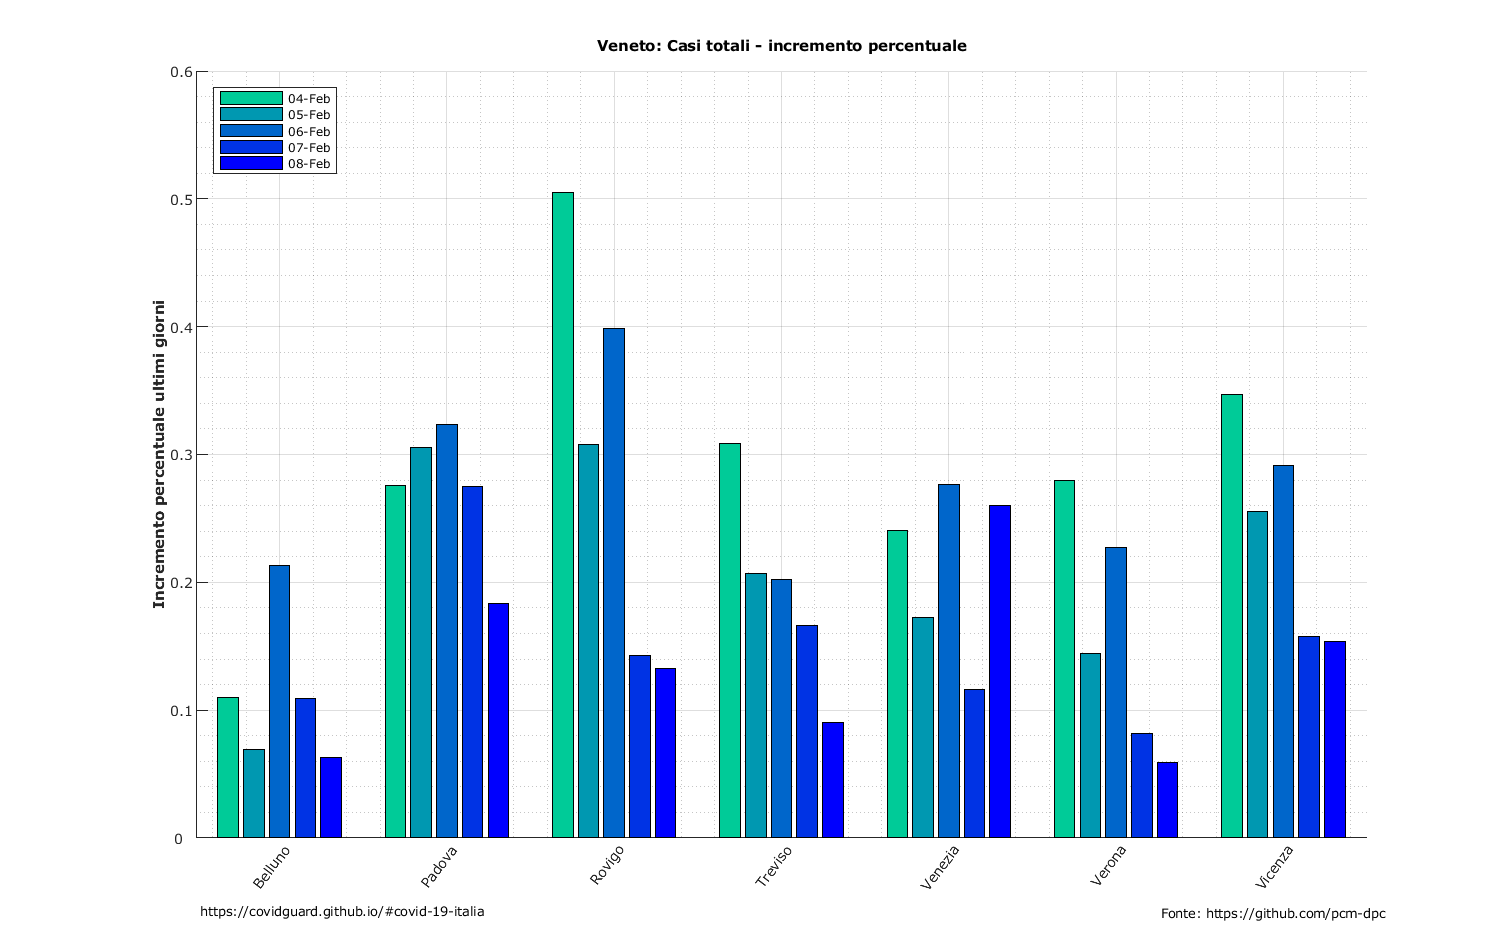 Veneto: Casi totali - incremento percentuale
0.6
0.5
0.4
0.3
0.2
0.1
0
Incremento percentuale ultimi giorni
04-Feb
05-Feb
06-Feb
07-Feb
08-Feb
Belluno
Padova
Rovigo
Treviso
Venezia
Verona
Vicenza
https://covidguard.github.io/#covid-19-italia
Fonte: https://github.com/pcm-dpc